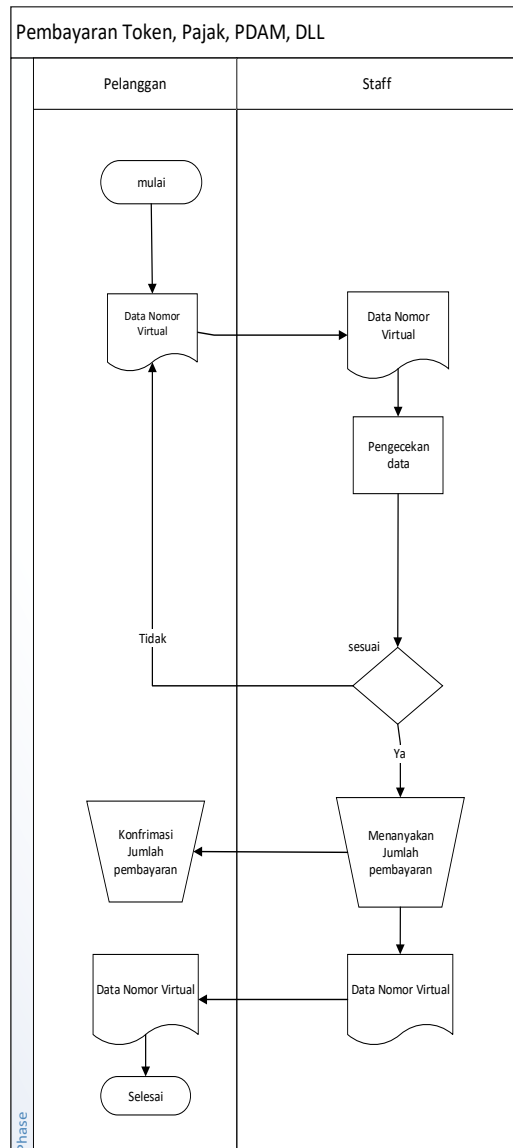 Pembayaran Token, Pajak, PDAM, DLL
Pelanggan
Staff
mulai
Data Nomor
Virtual
Data Nomor
Virtual
Pengecekan
data
Tidak
sesuai
Ya
Konfrimasi
Jumlah
pembayaran
Menanyakan
Jumlah
pembayaran
Data Nomor Virtual
Data Nomor Virtual
Selesai
Phase